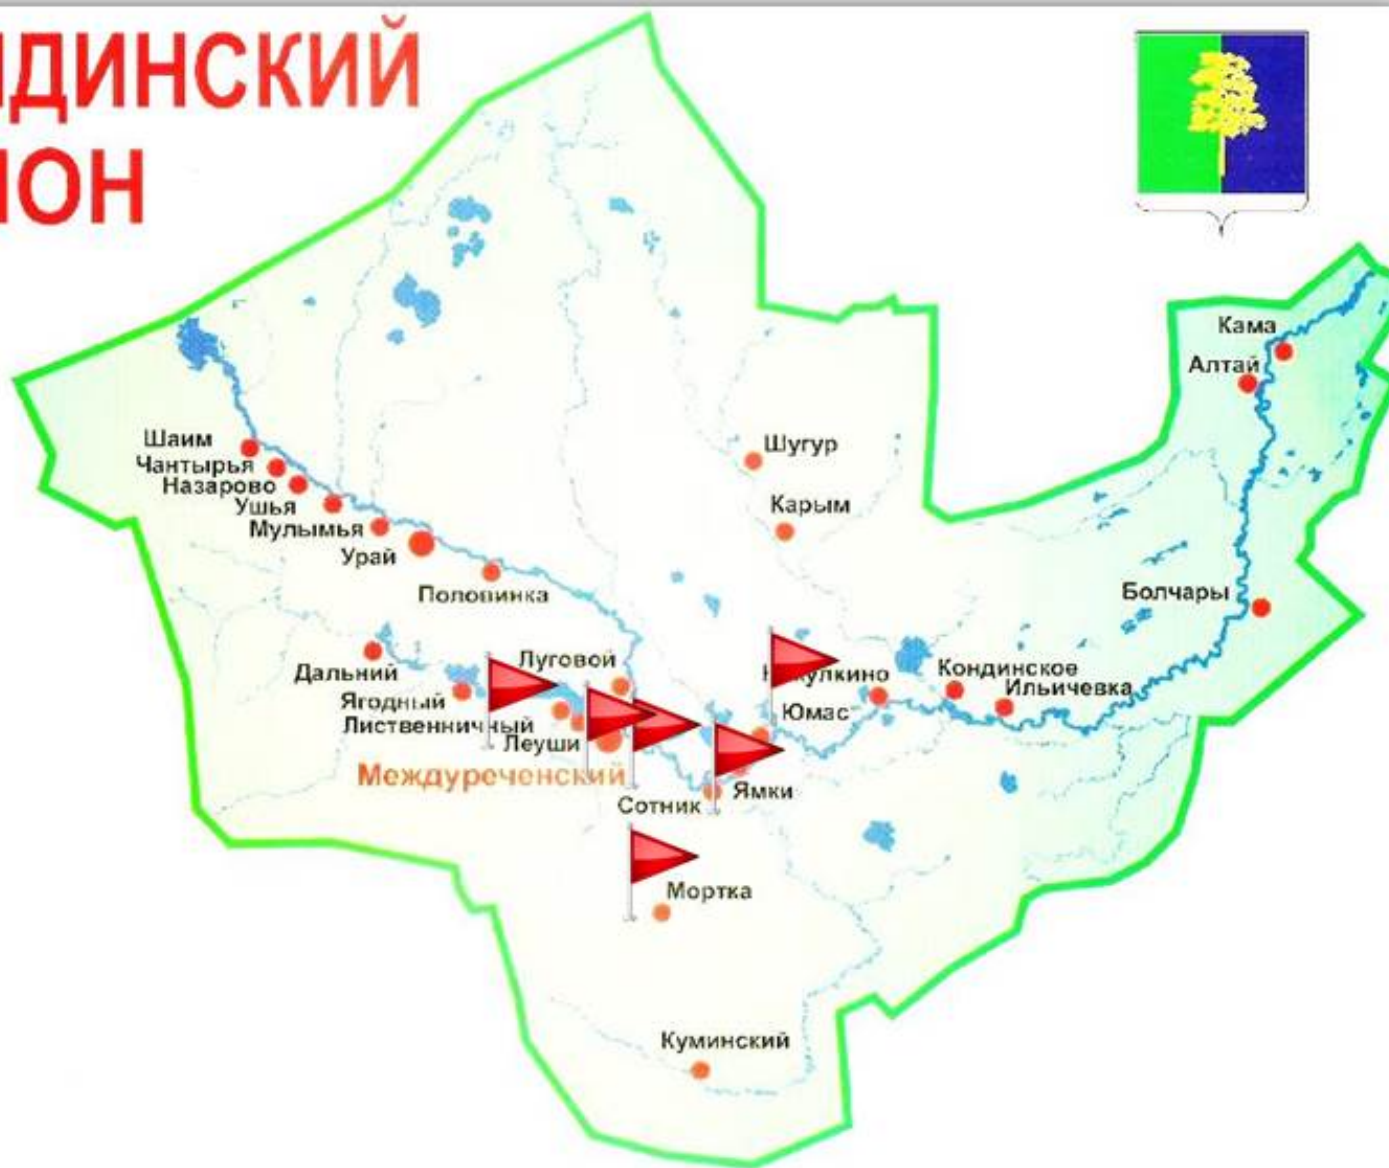 ДИНСКИЙ
ЙОН
Кама
Алтай
Шаим
Чантырья
Назарово
Ушья
Мулымья
Урай
Половинка
Шугур
Карым
Болчары
Дальний
Луговой
Ягодный
Лиственничный
Леуши
Междуреченский
Кондинское
Ильичевка
Юмас
Сотник
Ямки
Мортка
Куминский